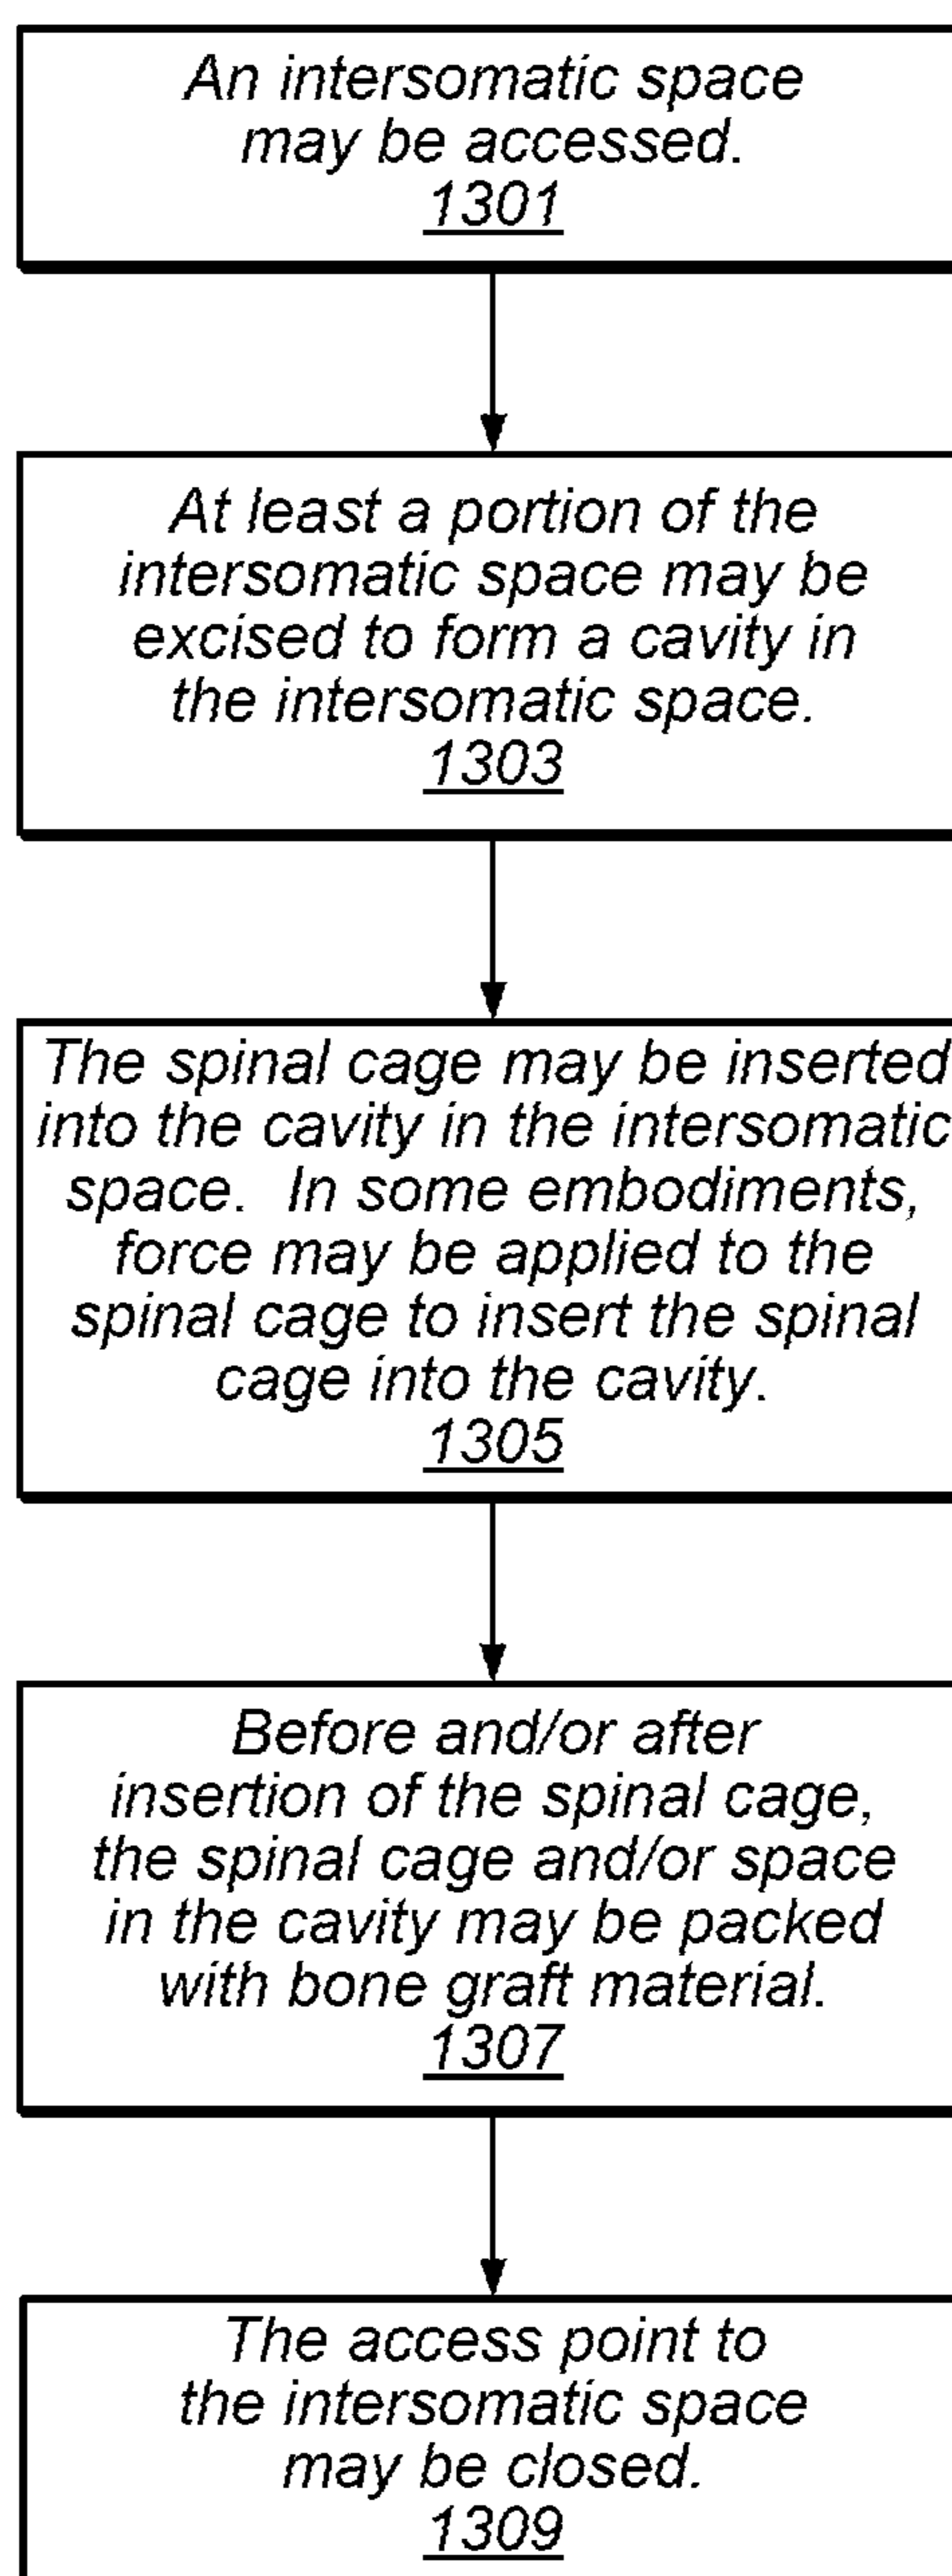 An intersomatic space
may be accessed.
1301
At least a portion of the
intersomatic space may be
excised to form a cavity in
the intersomatic space.
1303
The spinal cage may be inserted
into the cavity in the intersomatic
space. In some embodiments,
force may be applied to the
spinal cage to insert the spinal
cage into the cavity.
1305
Before and/or after
insertion of the spinal cage,
the spinal cage and/or space
in the cavity may be packed
with bone graft material.
1307
The access point to
the intersomatic space
may be closed.
1309